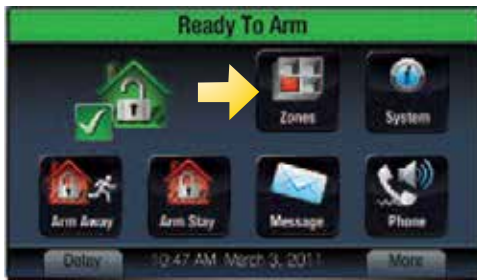 Ready To Arm
Zones
System
Arm Away
Arm Stay
Message
Phone
Delay
10:47 AM March 3, 2011
More